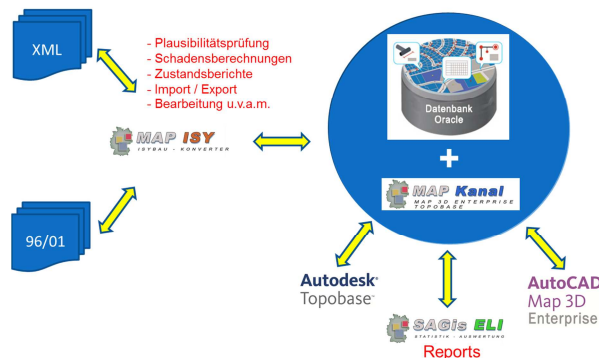 XML
- Plausibilitätsprüfung
- Schadensberechnungen
- Zustandsberichte
- Import / Export
- Bearbeitung u.v.a.m.
MAP ISY
ISYBAU - KONVERTER
96/01
Datenbank
Oracle
+
MAP Kanal
MAP 3D ENTERPRISE
TOPOBASE
Autodesk®
Topobase™
SAGis ELI
STATISTIK - AUSWERTUNG
Reports
AutoCAD
Map 3D
Enterprise